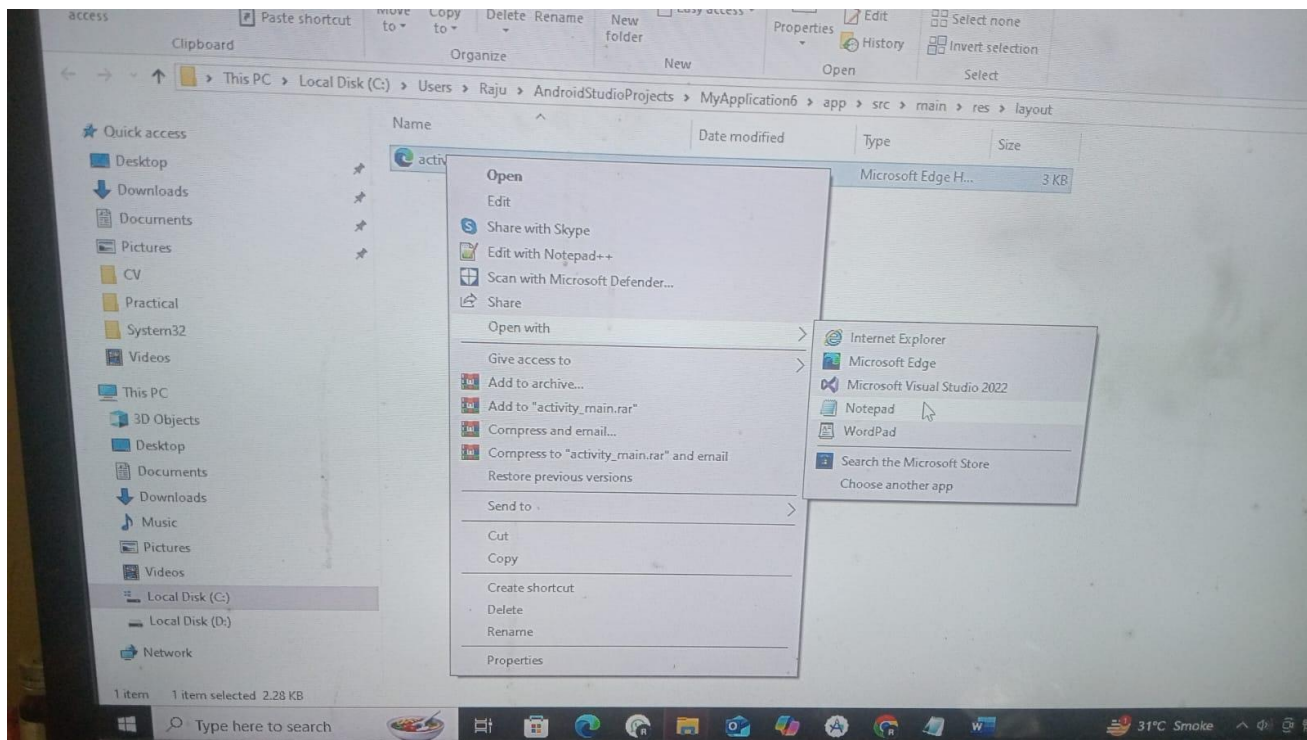 access
Paste shortcut
Move to
Copy to
Delete
Rename
New folder
Easy access
Properties
Edit
History
Select none
Invert selection
Clipboard
Organize
New
Open
Select
This PC > Local Disk (C:) > Users > Raju > AndroidStudioProjects > MyApplication6 > app > src > main > res > layout
Name
Date modified
Type
Size
activ
Microsoft Edge H...
3 KB
Quick access
Desktop
Downloads
Documents
Pictures
CV
Practical
System32
Videos
This PC
3D Objects
Desktop
Documents
Downloads
Music
Pictures
Videos
Local Disk (C:)
Local Disk (D:)
Network
Open
Edit
Share with Skype
Edit with Notepad++
Scan with Microsoft Defender...
Share
Open with
Give access to
Add to archive...
Add to "activity_main.rar"
Compress and email...
Compress to "activity_main.rar" and email
Restore previous versions
Send to
Cut
Copy
Create shortcut
Delete
Rename
Properties
Internet Explorer
Microsoft Edge
Microsoft Visual Studio 2022
Notepad
WordPad
Search the Microsoft Store
Choose another app
1 item
1 item selected 2.28 KB
Type here to search
31°C Smoke